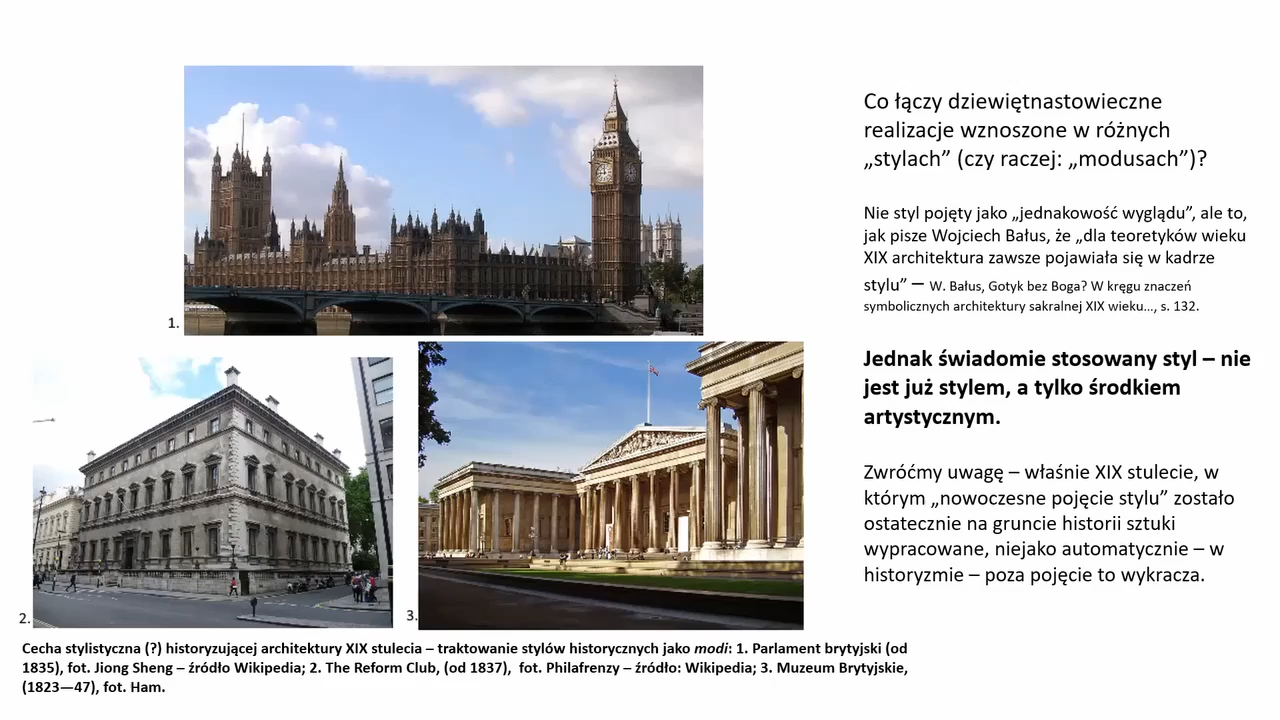 Co łączy dziewiętnastowieczne
realizacje wznoszone w różnych
„stylach” (czy raczej: „modusach”)?
Nie styl pojęty jako „jednakowość wyglądu”, ale to,
jak pisze Wojciech Bałus, że „dla teoretyków wieku
XIX architektura zawsze pojawiała się w kadrze
stylu” – W. Bałus, Gotyk bez Boga? W kręgu znaczeń
symbolicznych architektury sakralnej XIX wieku…, s. 132.
Jednak świadomie stosowany styl – nie
jest już stylem, a tylko środkiem
artystycznym.
Zwróćmy uwagę – właśnie XIX stulecie, w
którym „nowoczesne pojęcie stylu” zostało
ostatecznie na gruncie historii sztuki
wypracowane, niejako automatycznie – w
historyzmie – poza pojęcie to wykracza.
1.
2.
3.
Cecha stylistyczna (?) historyzującej architektury XIX stulecia – traktowanie stylów historycznych jako modi: 1. Parlament brytyjski (od
1835), fot. Jiong Sheng – źródło Wikipedia; 2. The Reform Club, (od 1837), fot. Philafrenzy – źródło: Wikipedia; 3. Muzeum Brytyjskie,
(1823—47), fot. Ham.